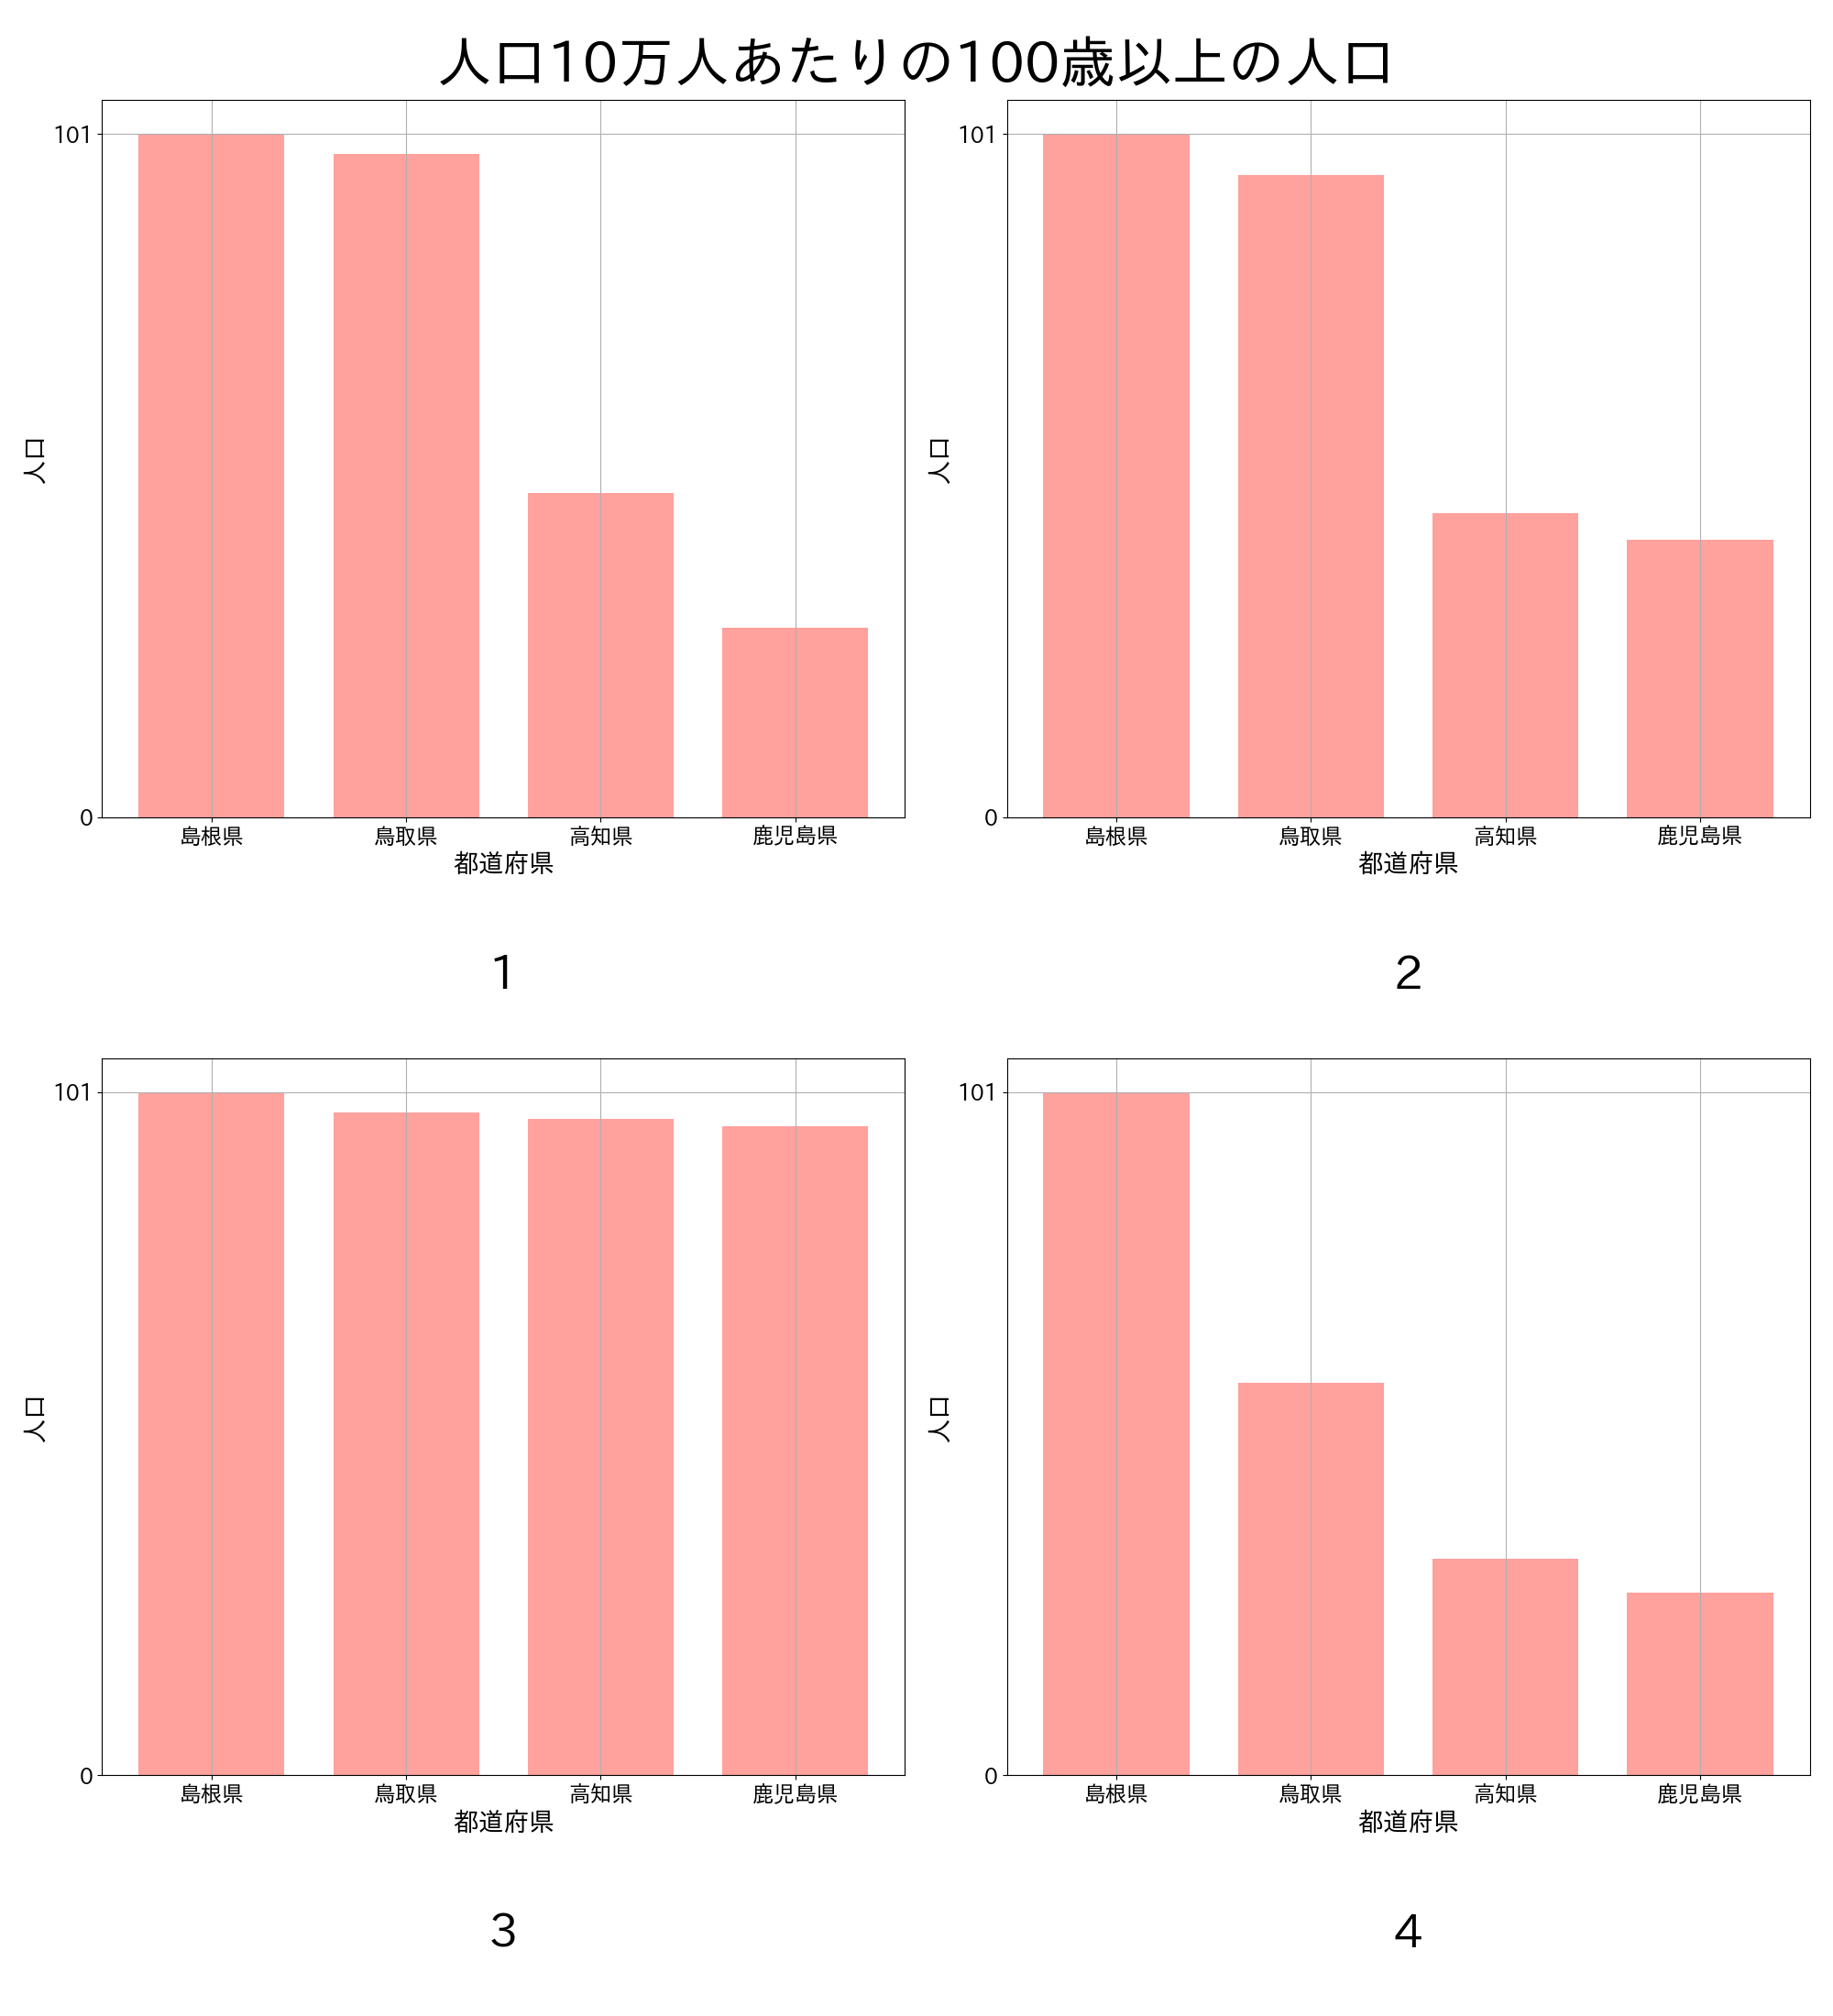 人口10万人あたりの100歳以上の人口
101
0
人口
島根県 鳥取県 高知県 鹿児島県
都道府県
1
101
0
人口
島根県 鳥取県 高知県 鹿児島県
都道府県
2
101
0
人口
島根県 鳥取県 高知県 鹿児島県
都道府県
3
101
0
人口
島根県 鳥取県 高知県 鹿児島県
都道府県
4